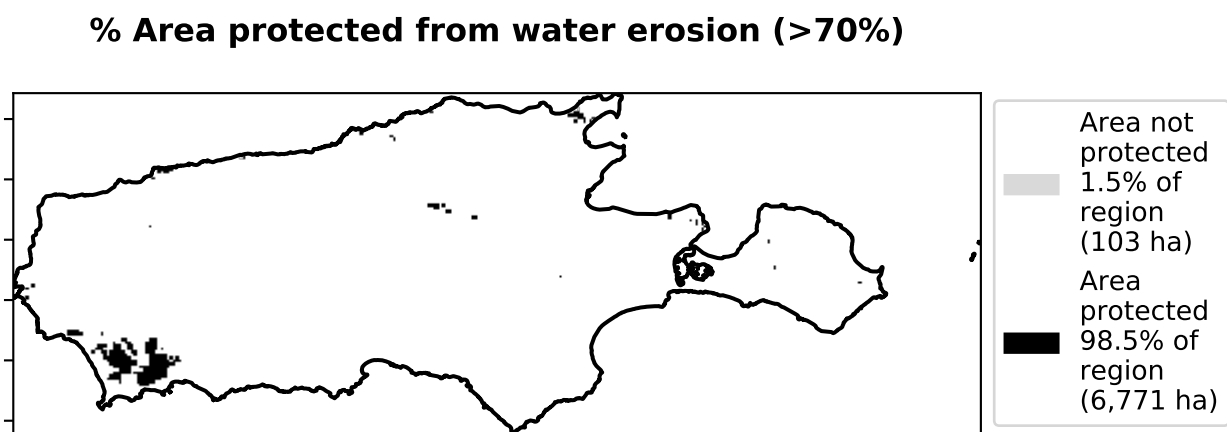 % Area protected from water erosion (>70%)
Area not
protected
1.5% of
region
(103 ha)
Area
protected
98.5% of
region
(6,771 ha)